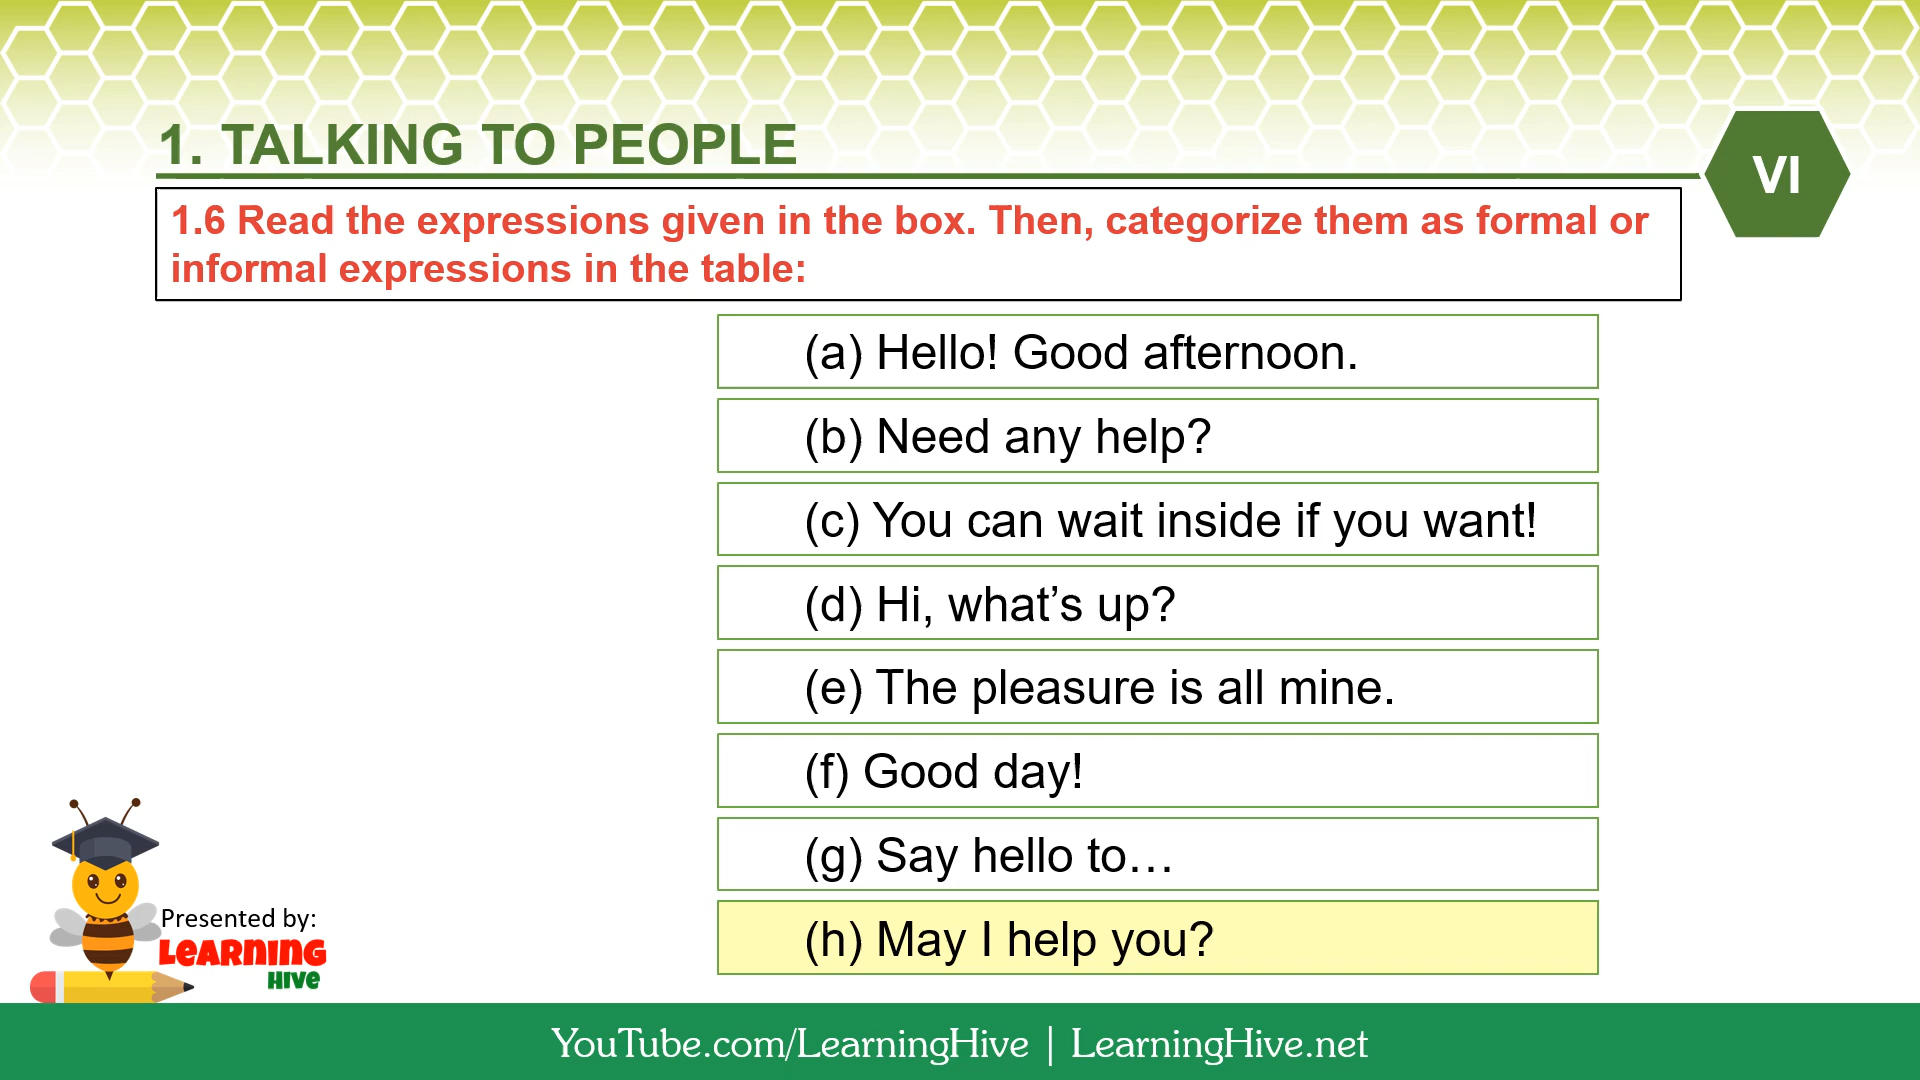 1. TALKING TO PEOPLE
VI
1.6 Read the expressions given in the box. Then, categorize them as formal or
informal expressions in the table:
(a) Hello! Good afternoon.
(b) Need any help?
(c) You can wait inside if you want!
(d) Hi, what’s up?
(e) The pleasure is all mine.
(f) Good day!
(g) Say hello to…
(h) May I help you?
Presented by:
LEARNING
HIVE
YouTube.com/LearningHive | LearningHive.net